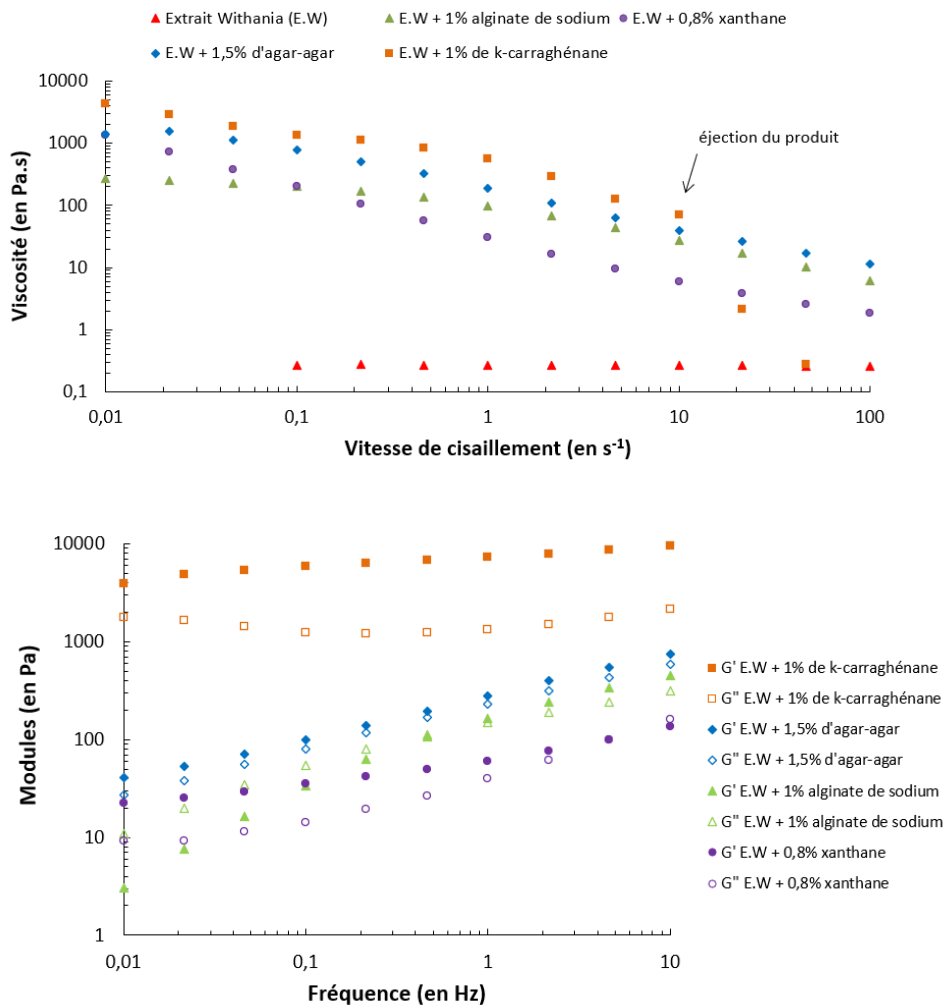 Extrait Withania (E.W)
E.W + 1% alginate de sodium
E.W + 0,8% xanthane
E.W + 1,5% d'agar-agar
E.W + 1% de k-carraghénane
10000
1000
100
10
1
0,1
Viscosité (en Pa.s)
éjection du produit
0,01
0,1
1
10
100
Vitesse de cisaillement (en s⁻¹)
10000
1000
100
10
1
Modules (en Pa)
0,01
0,1
1
10
Fréquence (en Hz)
G' E.W + 1% de k-carraghénane
G'' E.W + 1% de k-carraghénane
G' E.W + 1,5% d'agar-agar
G'' E.W + 1,5% d'agar-agar
G' E.W + 1% alginate de sodium
G'' E.W + 1% alginate de sodium
G' E.W + 0,8% xanthane
G'' E.W + 0,8% xanthane